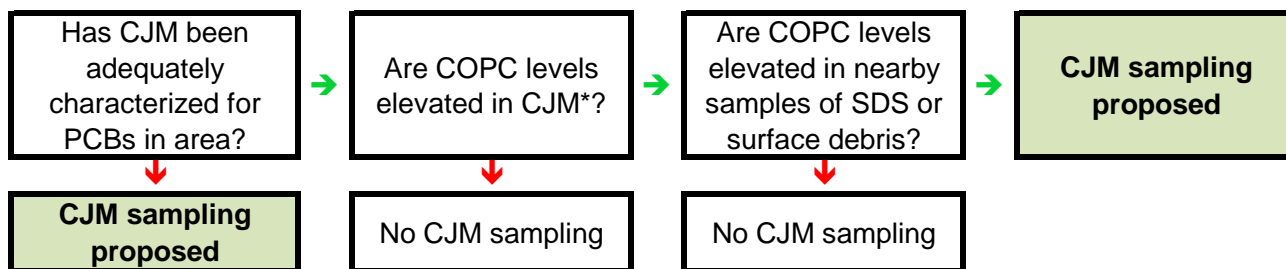 Has CJM been
adequately
characterized for
PCBs in area?
Are COPC levels
elevated in CJM*?
Are COPC levels
elevated in nearby
samples of SDS or
surface debris?
CJM sampling
proposed
CJM sampling
proposed
No CJM sampling
No CJM sampling